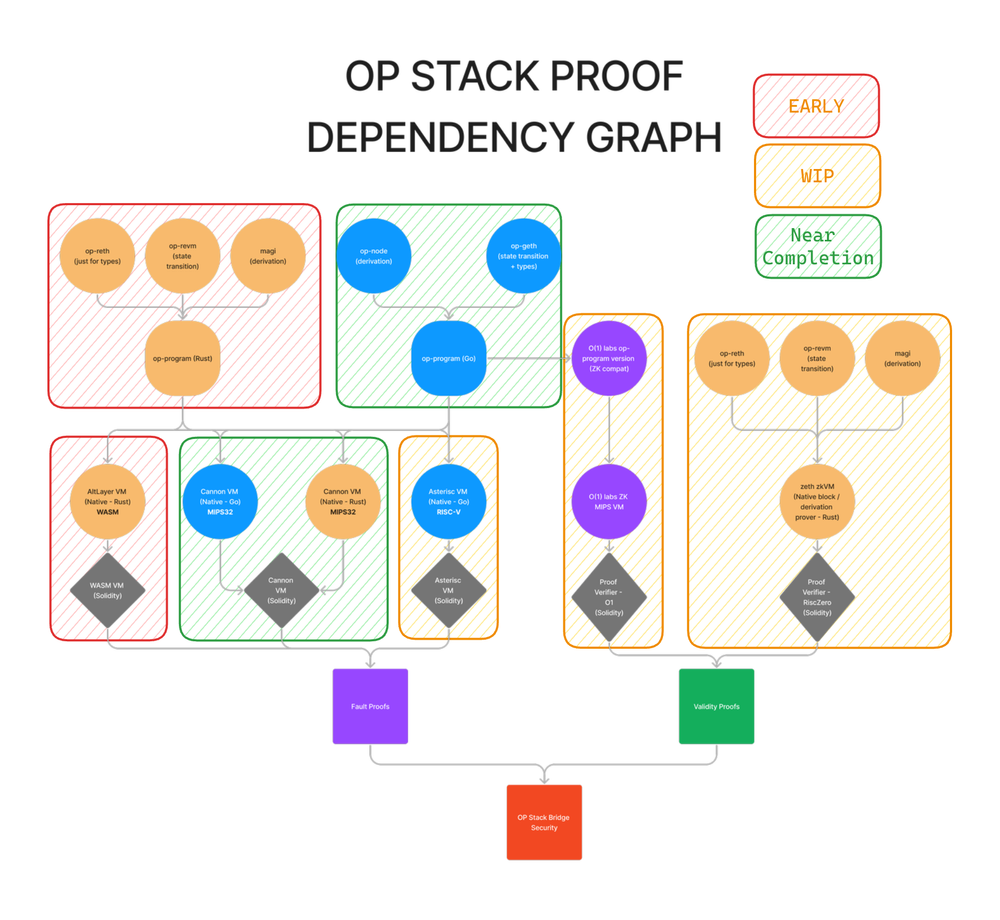 OP STACK PROOF
DEPENDENCY GRAPH
EARLY
WIP
Near
Completion
op-reth
(just for types)
op-revm
(state
transition)
magi
(derivation)
op-node
(derivation)
op-geth
(state transition
+ types)
op-program (Rust)
op-program (Go)
O(1) labs op-
program version
(ZK compat)
op-reth
(just for types)
op-revm
(state
transition)
magi
(derivation)
AltLayer VM
(Native - Rust)
WASM
Cannon VM
(Native - Go)
MIPS32
Cannon VM
(Native - Rust)
MIPS32
Asterisc VM
(Native - Go)
RISC-V
O(1) labs ZK
MIPS VM
zeth zkVM
(Native block /
derivation
prover - Rust)
WASM VM
(Solidity)
Cannon
VM
(Solidity)
Asterisc
VM
(Solidity)
Proof
Verifier -
O1
(Solidity)
Proof
Verifier -
RiscZero
(Solidity)
Fault Proofs
Validity Proofs
OP Stack Bridge
Security